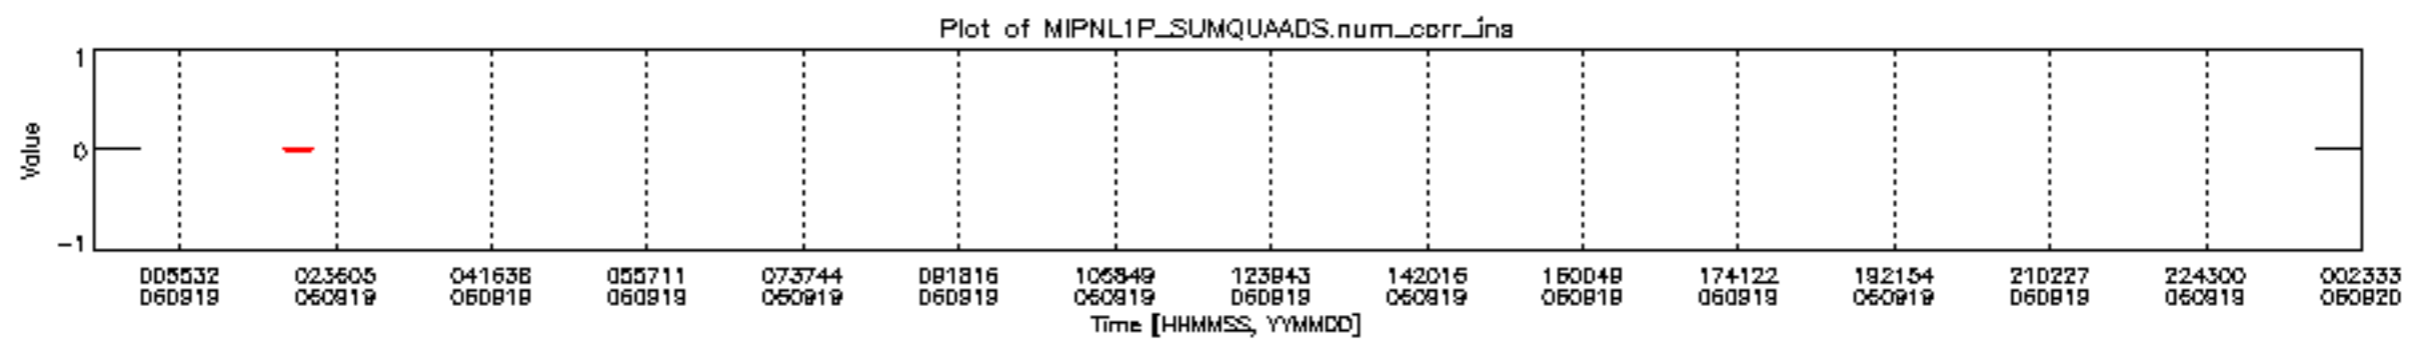 Plot of MIPNL1P_SUMQUAADS.num_corr_ins
1
Value
0
-1
005532 023605 041638 055711 073744 091816 105849 123943 142016 160049 174122 192154 210227 224300 002333
060919 060919 060919 060919 060919 060919 060919 060919 060919 060919 060919 060919 060919 060919 060920
Time [HHMMSS, YYMMDD]